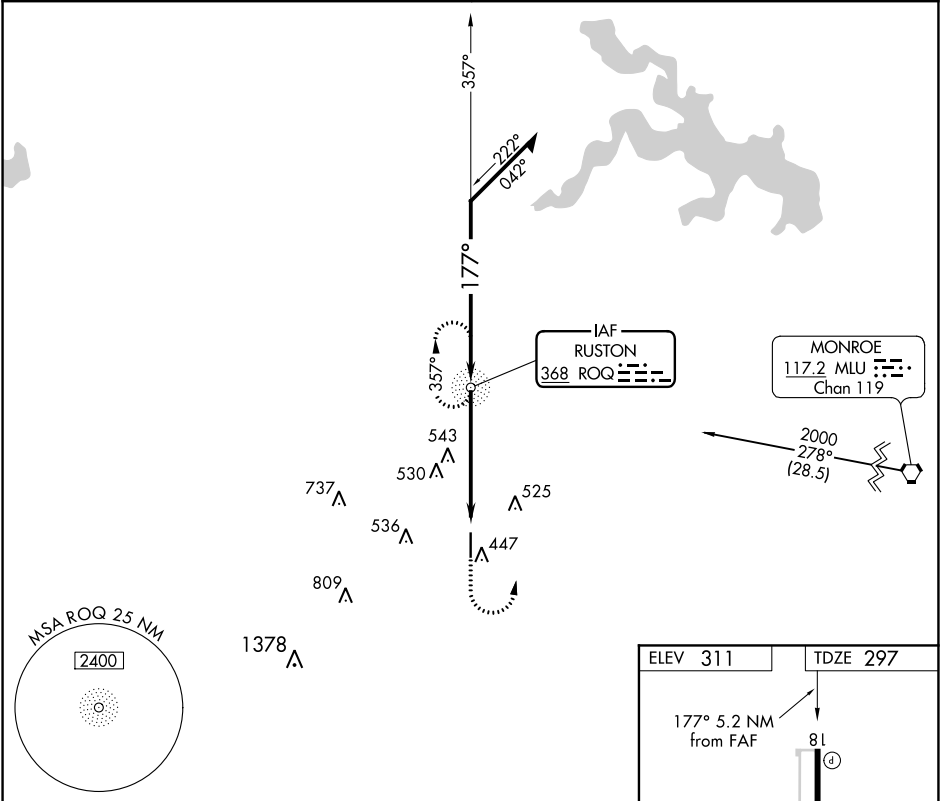 357°
222°
042°
177°
IAF
RUSTON
368 ROQ
357°
MONROE
117.2 MLU
Chan 119
2000
278°
(28.5)
543
530
737
525
536
447
809
1378
MSA ROQ 25 NM
2400
ELEV 311
TDZE 297
177° 5.2 NM
from FAF
18
P